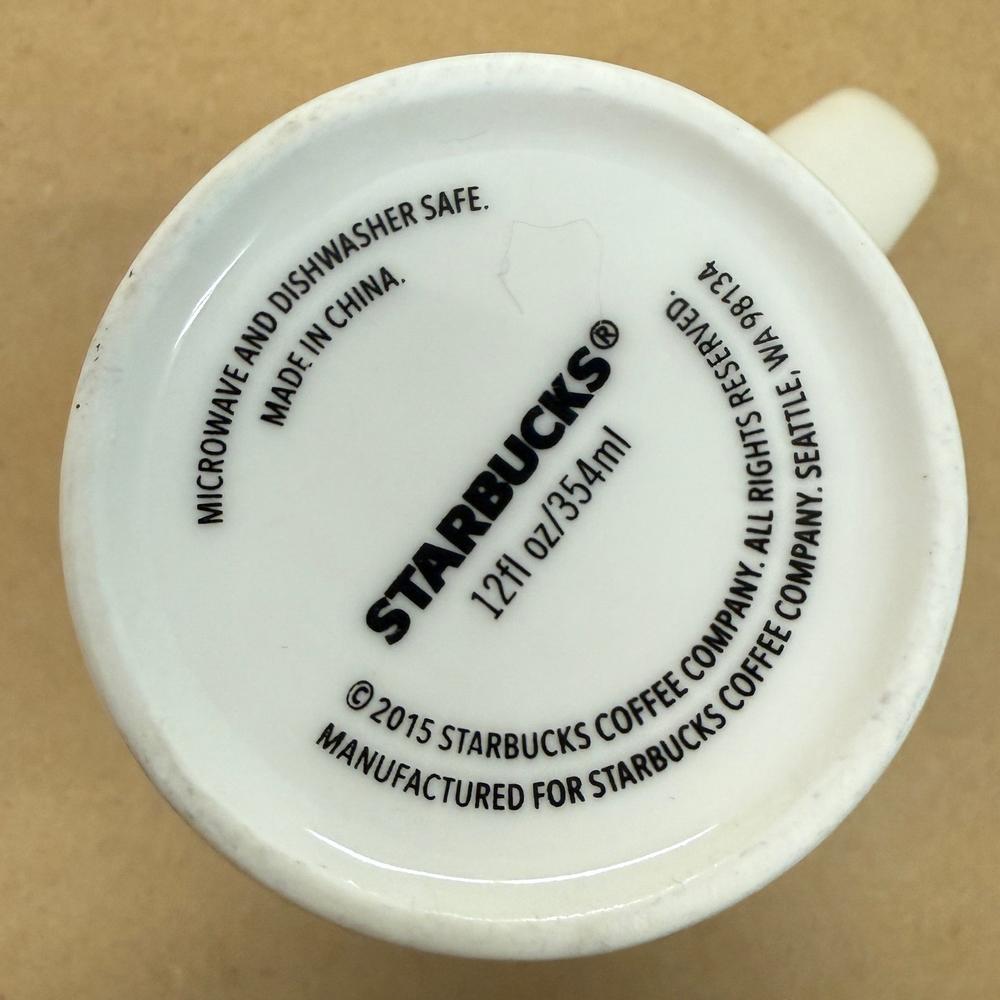 MICROWAVE AND DISHWASHER SAFE.
MADE IN CHINA.
STARBUCKS®
12fl oz/354ml
© 2015 STARBUCKS COFFEE COMPANY. ALL RIGHTS RESERVED.
MANUFACTURED FOR STARBUCKS COFFEE COMPANY. SEATTLE, WA 98134